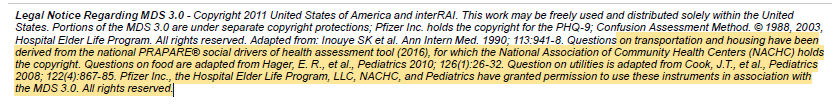 Legal Notice Regarding MDS 3.0 - Copyright 2011 United States of America and interRAI. This work may be freely used and distributed solely within the United
States. Portions of the MDS 3.0 are under separate copyright protections; Pfizer Inc. holds the copyright for the PHQ-9; Confusion Assessment Method. © 1988, 2003,
Hospital Elder Life Program. All rights reserved. Adapted from: Inouye SK et al. Ann Intern Med. 1990; 113:941-8. Questions on transportation and housing have been
derived from the national PRAPARE® social drivers of health assessment tool (2016), for which the National Association of Community Health Centers (NACHC) holds
the copyright. Questions on food are adapted from Hager, E. R., et al., Pediatrics 2010; 126(1):26-32. Question on utilities is adapted from Cook, J.T., et al., Pediatrics
2008; 122(4):867-85. Pfizer Inc., the Hospital Elder Life Program, LLC, NACHC, and Pediatrics have granted permission to use these instruments in association with
the MDS 3.0. All rights reserved.